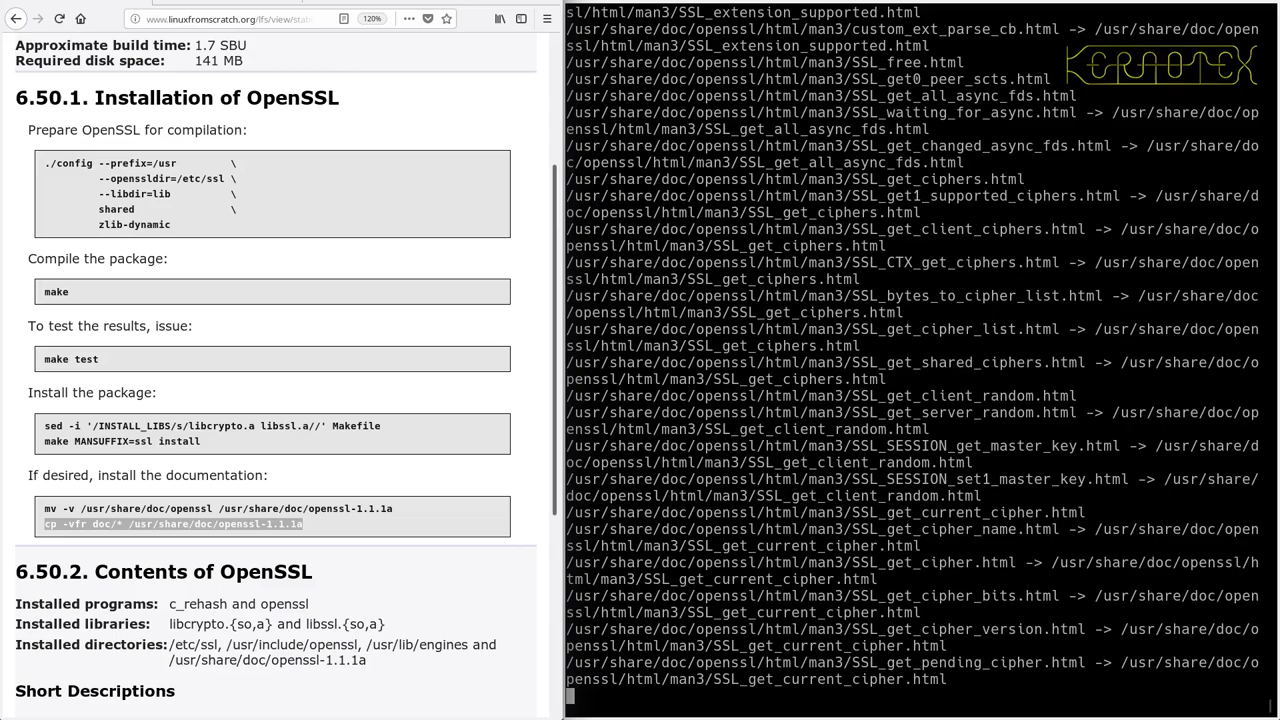 www.linuxfromscratch.org/lfs/view/stab
120%
Approximate build time: 1.7 SBU
Required disk space: 141 MB
6.50.1. Installation of OpenSSL
Prepare OpenSSL for compilation:
./config --prefix=/usr \
--openssldir=/etc/ssl \
--libdir=lib \
shared \
zlib-dynamic
Compile the package:
make
To test the results, issue:
make test
Install the package:
sed -i '/INSTALL_LIBS/s/libcrypto.a libssl.a//' Makefile
make MANSUFFIX=ssl install
If desired, install the documentation:
mv -v /usr/share/doc/openssl /usr/share/doc/openssl-1.1.1a
cp -vfr doc/* /usr/share/doc/openssl-1.1.1a
6.50.2. Contents of OpenSSL
Installed programs: c_rehash and openssl
Installed libraries: libcrypto.{so,a} and libssl.{so,a}
Installed directories: /etc/ssl, /usr/include/openssl, /usr/lib/engines and
/usr/share/doc/openssl-1.1.1a
Short Descriptions
sl/html/man3/SSL_extension_supported.html
/usr/share/doc/openssl/html/man3/custom_ext_parse_cb.html -> /usr/share/doc/open
ssl/html/man3/SSL_extension_supported.html
/usr/share/doc/openssl/html/man3/SSL_free.html
/usr/share/doc/openssl/html/man3/SSL_get0_peer_scts.html
/usr/share/doc/openssl/html/man3/SSL_get_all_async_fds.html
/usr/share/doc/openssl/html/man3/SSL_waiting_for_async.html -> /usr/share/doc/op
enssl/html/man3/SSL_get_all_async_fds.html
/usr/share/doc/openssl/html/man3/SSL_get_changed_async_fds.html -> /usr/share/do
c/openssl/html/man3/SSL_get_all_async_fds.html
/usr/share/doc/openssl/html/man3/SSL_get_ciphers.html
/usr/share/doc/openssl/html/man3/SSL_get1_supported_ciphers.html -> /usr/share/d
oc/openssl/html/man3/SSL_get_ciphers.html
/usr/share/doc/openssl/html/man3/SSL_get_client_ciphers.html -> /usr/share/doc/o
penssl/html/man3/SSL_get_ciphers.html
/usr/share/doc/openssl/html/man3/SSL_CTX_get_ciphers.html -> /usr/share/doc/open
ssl/html/man3/SSL_get_ciphers.html
/usr/share/doc/openssl/html/man3/SSL_bytes_to_cipher_list.html -> /usr/share/doc
/openssl/html/man3/SSL_get_ciphers.html
/usr/share/doc/openssl/html/man3/SSL_get_cipher_list.html -> /usr/share/doc/open
ssl/html/man3/SSL_get_ciphers.html
/usr/share/doc/openssl/html/man3/SSL_get_shared_ciphers.html -> /usr/share/doc/o
penssl/html/man3/SSL_get_ciphers.html
/usr/share/doc/openssl/html/man3/SSL_get_client_random.html
/usr/share/doc/openssl/html/man3/SSL_get_server_random.html -> /usr/share/doc/op
enssl/html/man3/SSL_get_client_random.html
/usr/share/doc/openssl/html/man3/SSL_SESSION_get_master_key.html -> /usr/share/d
oc/openssl/html/man3/SSL_get_client_random.html
/usr/share/doc/openssl/html/man3/SSL_SESSION_set1_master_key.html -> /usr/share/
doc/openssl/html/man3/SSL_get_client_random.html
/usr/share/doc/openssl/html/man3/SSL_get_current_cipher.html
/usr/share/doc/openssl/html/man3/SSL_get_cipher_name.html -> /usr/share/doc/open
ssl/html/man3/SSL_get_current_cipher.html
/usr/share/doc/openssl/html/man3/SSL_get_cipher.html -> /usr/share/doc/openssl/h
tml/man3/SSL_get_current_cipher.html
/usr/share/doc/openssl/html/man3/SSL_get_cipher_bits.html -> /usr/share/doc/open
ssl/html/man3/SSL_get_current_cipher.html
/usr/share/doc/openssl/html/man3/SSL_get_cipher_version.html -> /usr/share/doc/o
penssl/html/man3/SSL_get_current_cipher.html
/usr/share/doc/openssl/html/man3/SSL_get_pending_cipher.html -> /usr/share/doc/o
penssl/html/man3/SSL_get_current_cipher.html